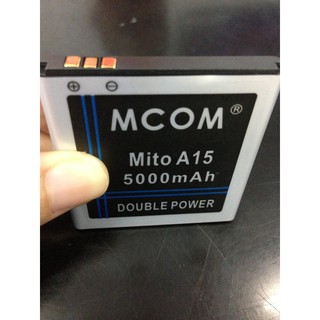 ⊕ ⊖
MCOM®
Mito A15
5000mAh
DOUBLE POWER